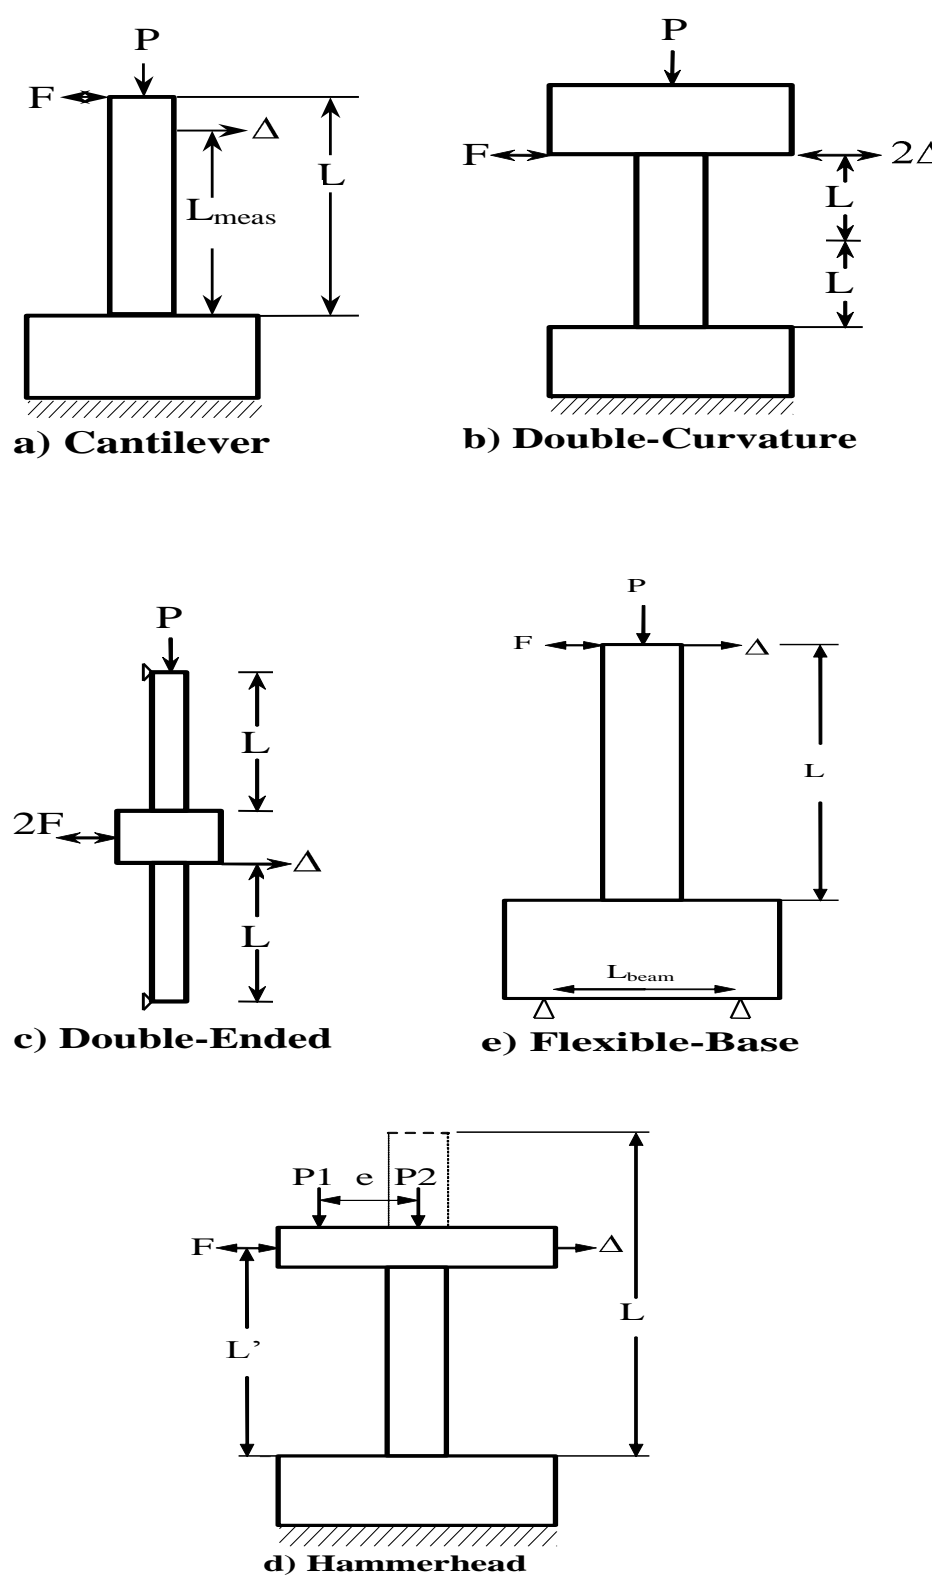 P
F
Δ
L
Lmeas
a) Cantilever
P
F
2Δ
L
L
b) Double-Curvature
P
L
2F
Δ
L
c) Double-Ended
P
F
Δ
L
Lbeam
e) Flexible-Base
P1 e P2
F
Δ
L
L’
d) Hammerhead